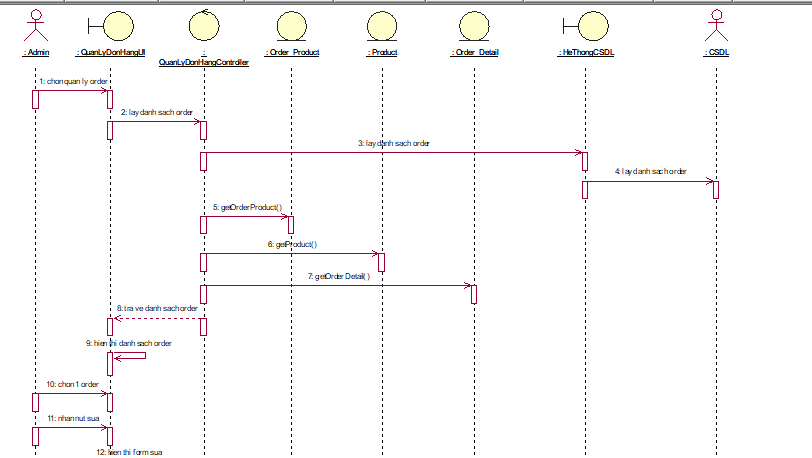 : Admin
: QuanLyDonHangUI
:
QuanLyDonHangController
: Order_Product
: Product
: Order_Detail
: HeThongCSDL
: CSDL
1: chon quan ly order
2: lay danh sach order
3: lay danh sach order
4: lay danh sach order
5: getOrderProduct()
6: getProduct()
7: getOrderDetail()
8: tra ve danh sach order
9: hien thi danh sach order
10: chon 1 order
11: nhan nut sua
12: hien thi form sua